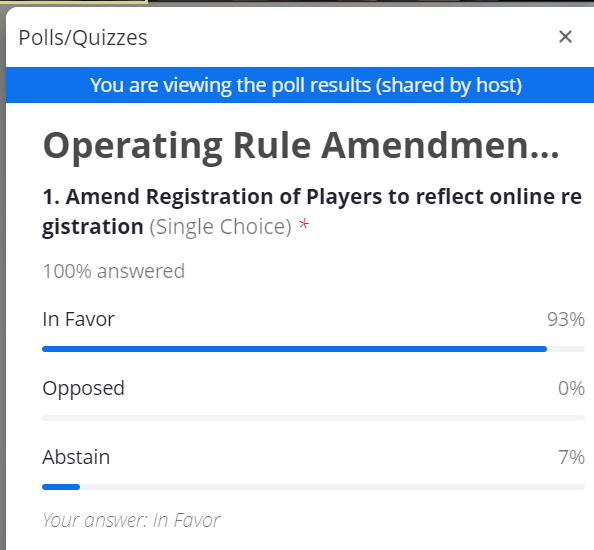 Polls/Quizzes
You are viewing the poll results (shared by host)
Operating Rule Amendmen...
1. Amend Registration of Players to reflect online re
gistration (Single Choice) *
100% answered
In Favor 93%
Opposed 0%
Abstain 7%
Your answer: In Favor